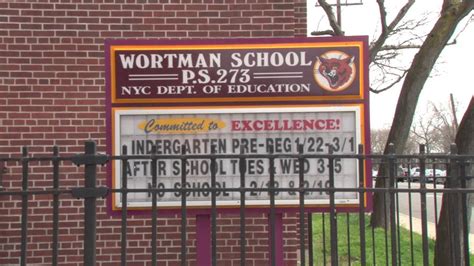 WORTMAN SCHOOL
P.S.273
NYC DEPT. OF EDUCATION
Committed to EXCELLENCE!
INDERGARTEN PRE-REG 1/22-3/1
AFTER SCHOOL TUES & WED
NO SCHOOL